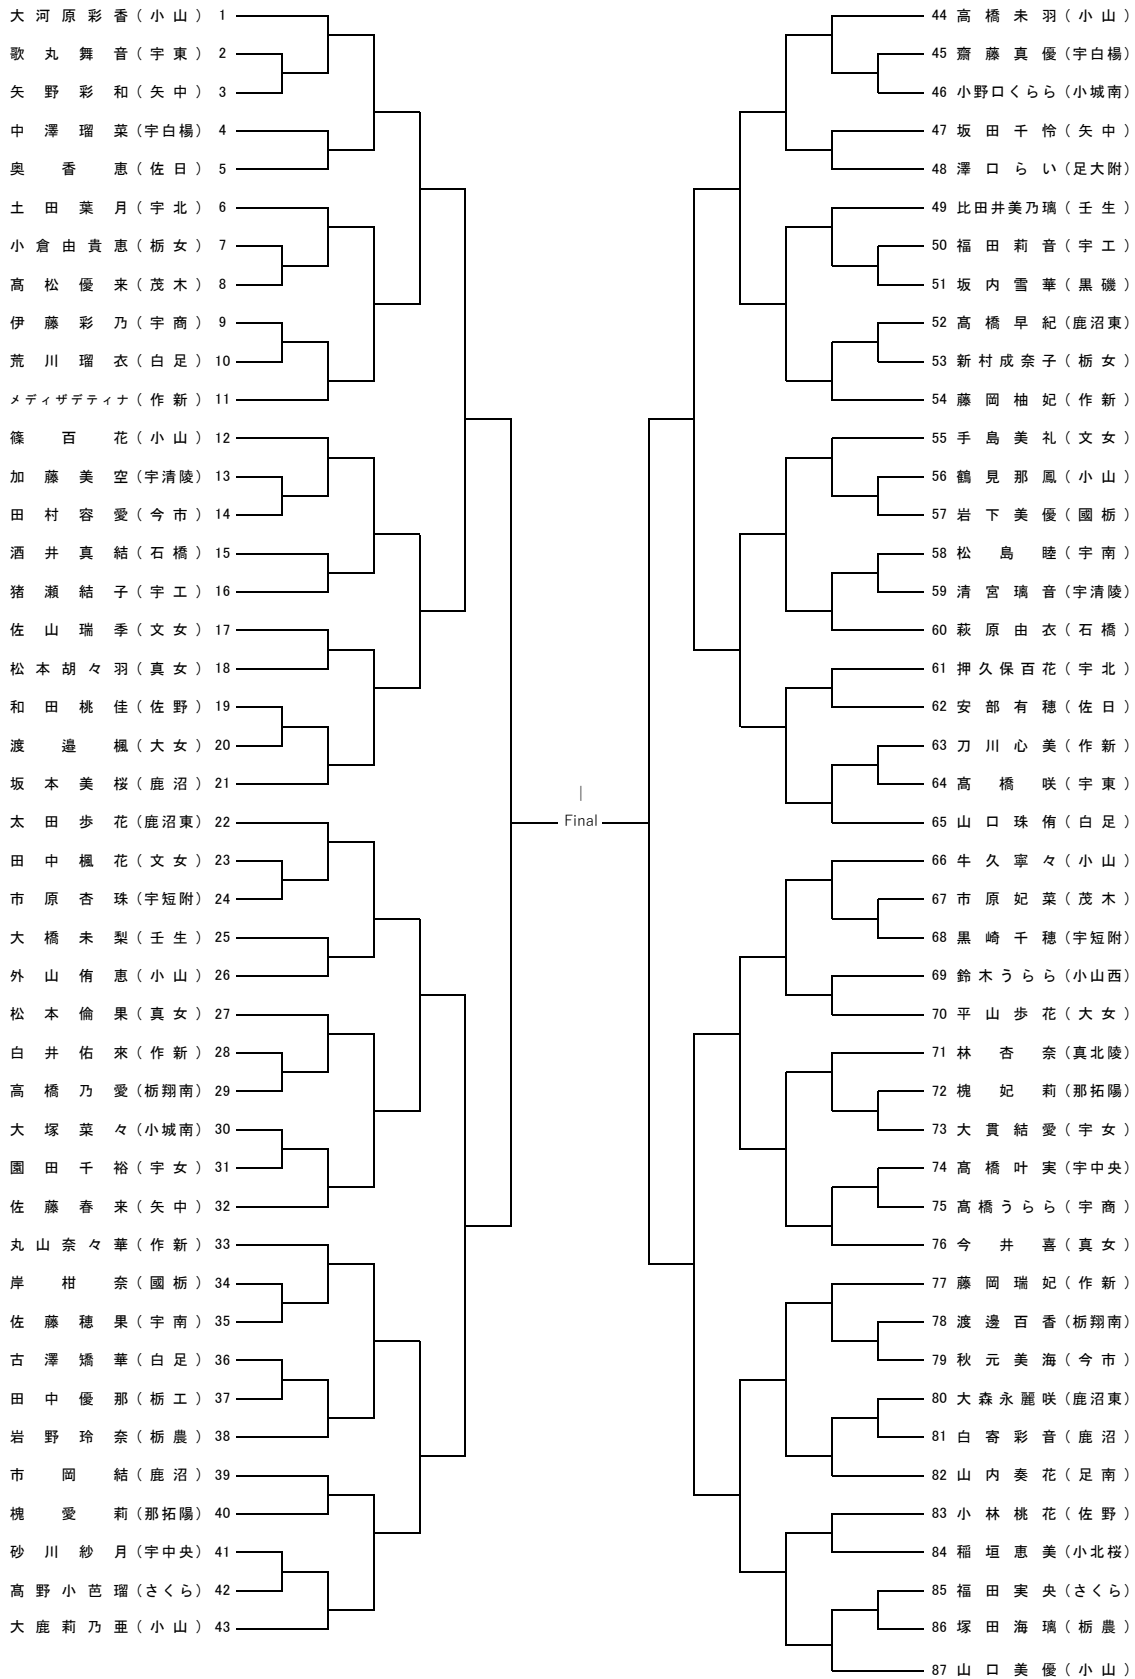 大河原彩香(小山) 1
歌丸舞音(宇東) 2
矢野彩和(矢中) 3
中澤瑠菜(宇白楊) 4
奥香恵(佐日) 5
土田葉月(宇北) 6
小倉由貴恵(栃女) 7
髙松優来(茂木) 8
伊藤彩乃(宇商) 9
荒川瑠衣(白足) 10
メディザデティナ(作新) 11
篠百花(小山) 12
加藤美空(宇清陵) 13
田村容愛(今市) 14
酒井真結(石橋) 15
猪瀬結子(宇工) 16
佐山瑞季(文女) 17
松本胡々羽(真女) 18
和田桃佳(佐野) 19
渡邉楓(大女) 20
坂本美桜(鹿沼) 21
太田歩花(鹿沼東) 22
田中楓花(文女) 23
市原杏珠(宇短附) 24
大橋未梨(壬生) 25
外山侑恵(小山) 26
松本倫果(真女) 27
白井佑來(作新) 28
高橋乃愛(栃翔南) 29
大塚菜々(小城南) 30
園田千裕(宇女) 31
佐藤春来(矢中) 32
丸山奈々華(作新) 33
岸柑奈(國栃) 34
佐藤穂果(宇南) 35
古澤矯華(白足) 36
田中優那(栃工) 37
岩野玲奈(栃農) 38
市岡結(鹿沼) 39
槐愛莉(那拓陽) 40
砂川紗月(宇中央) 41
髙野小芭瑠(さくら) 42
大鹿莉乃亜(小山) 43
Final
44 高橋未羽(小山)
45 齋藤真優(宇白楊)
46 小野口くらら(小城南)
47 坂田千怜(矢中)
48 澤口らい(足大附)
49 比田井美乃璃(壬生)
50 福田莉音(宇工)
51 坂内雪華(黒磯)
52 髙橋早紀(鹿沼東)
53 新村成奈子(栃女)
54 藤岡柚妃(作新)
55 手島美礼(文女)
56 鶴見那鳳(小山)
57 岩下美優(國栃)
58 松島睦(宇南)
59 清宮璃音(宇清陵)
60 萩原由衣(石橋)
61 押久保百花(宇北)
62 安部有穂(佐日)
63 刀川心美(作新)
64 髙橋咲(宇東)
65 山口珠侑(白足)
66 牛久寧々(小山)
67 市原妃菜(茂木)
68 黒崎千穂(宇短附)
69 鈴木うらら(小山西)
70 平山歩花(大女)
71 林杏奈(真北陵)
72 槐妃莉(那拓陽)
73 大貫結愛(宇女)
74 髙橋叶実(宇中央)
75 髙橋うらら(宇商)
76 今井喜(真女)
77 藤岡瑞妃(作新)
78 渡邊百香(栃翔南)
79 秋元美海(今市)
80 大森永麗咲(鹿沼東)
81 白寄彩音(鹿沼)
82 山内奏花(足南)
83 小林桃花(佐野)
84 稲垣恵美(小北桜)
85 福田実央(さくら)
86 塚田海璃(栃農)
87 山口美優(小山)